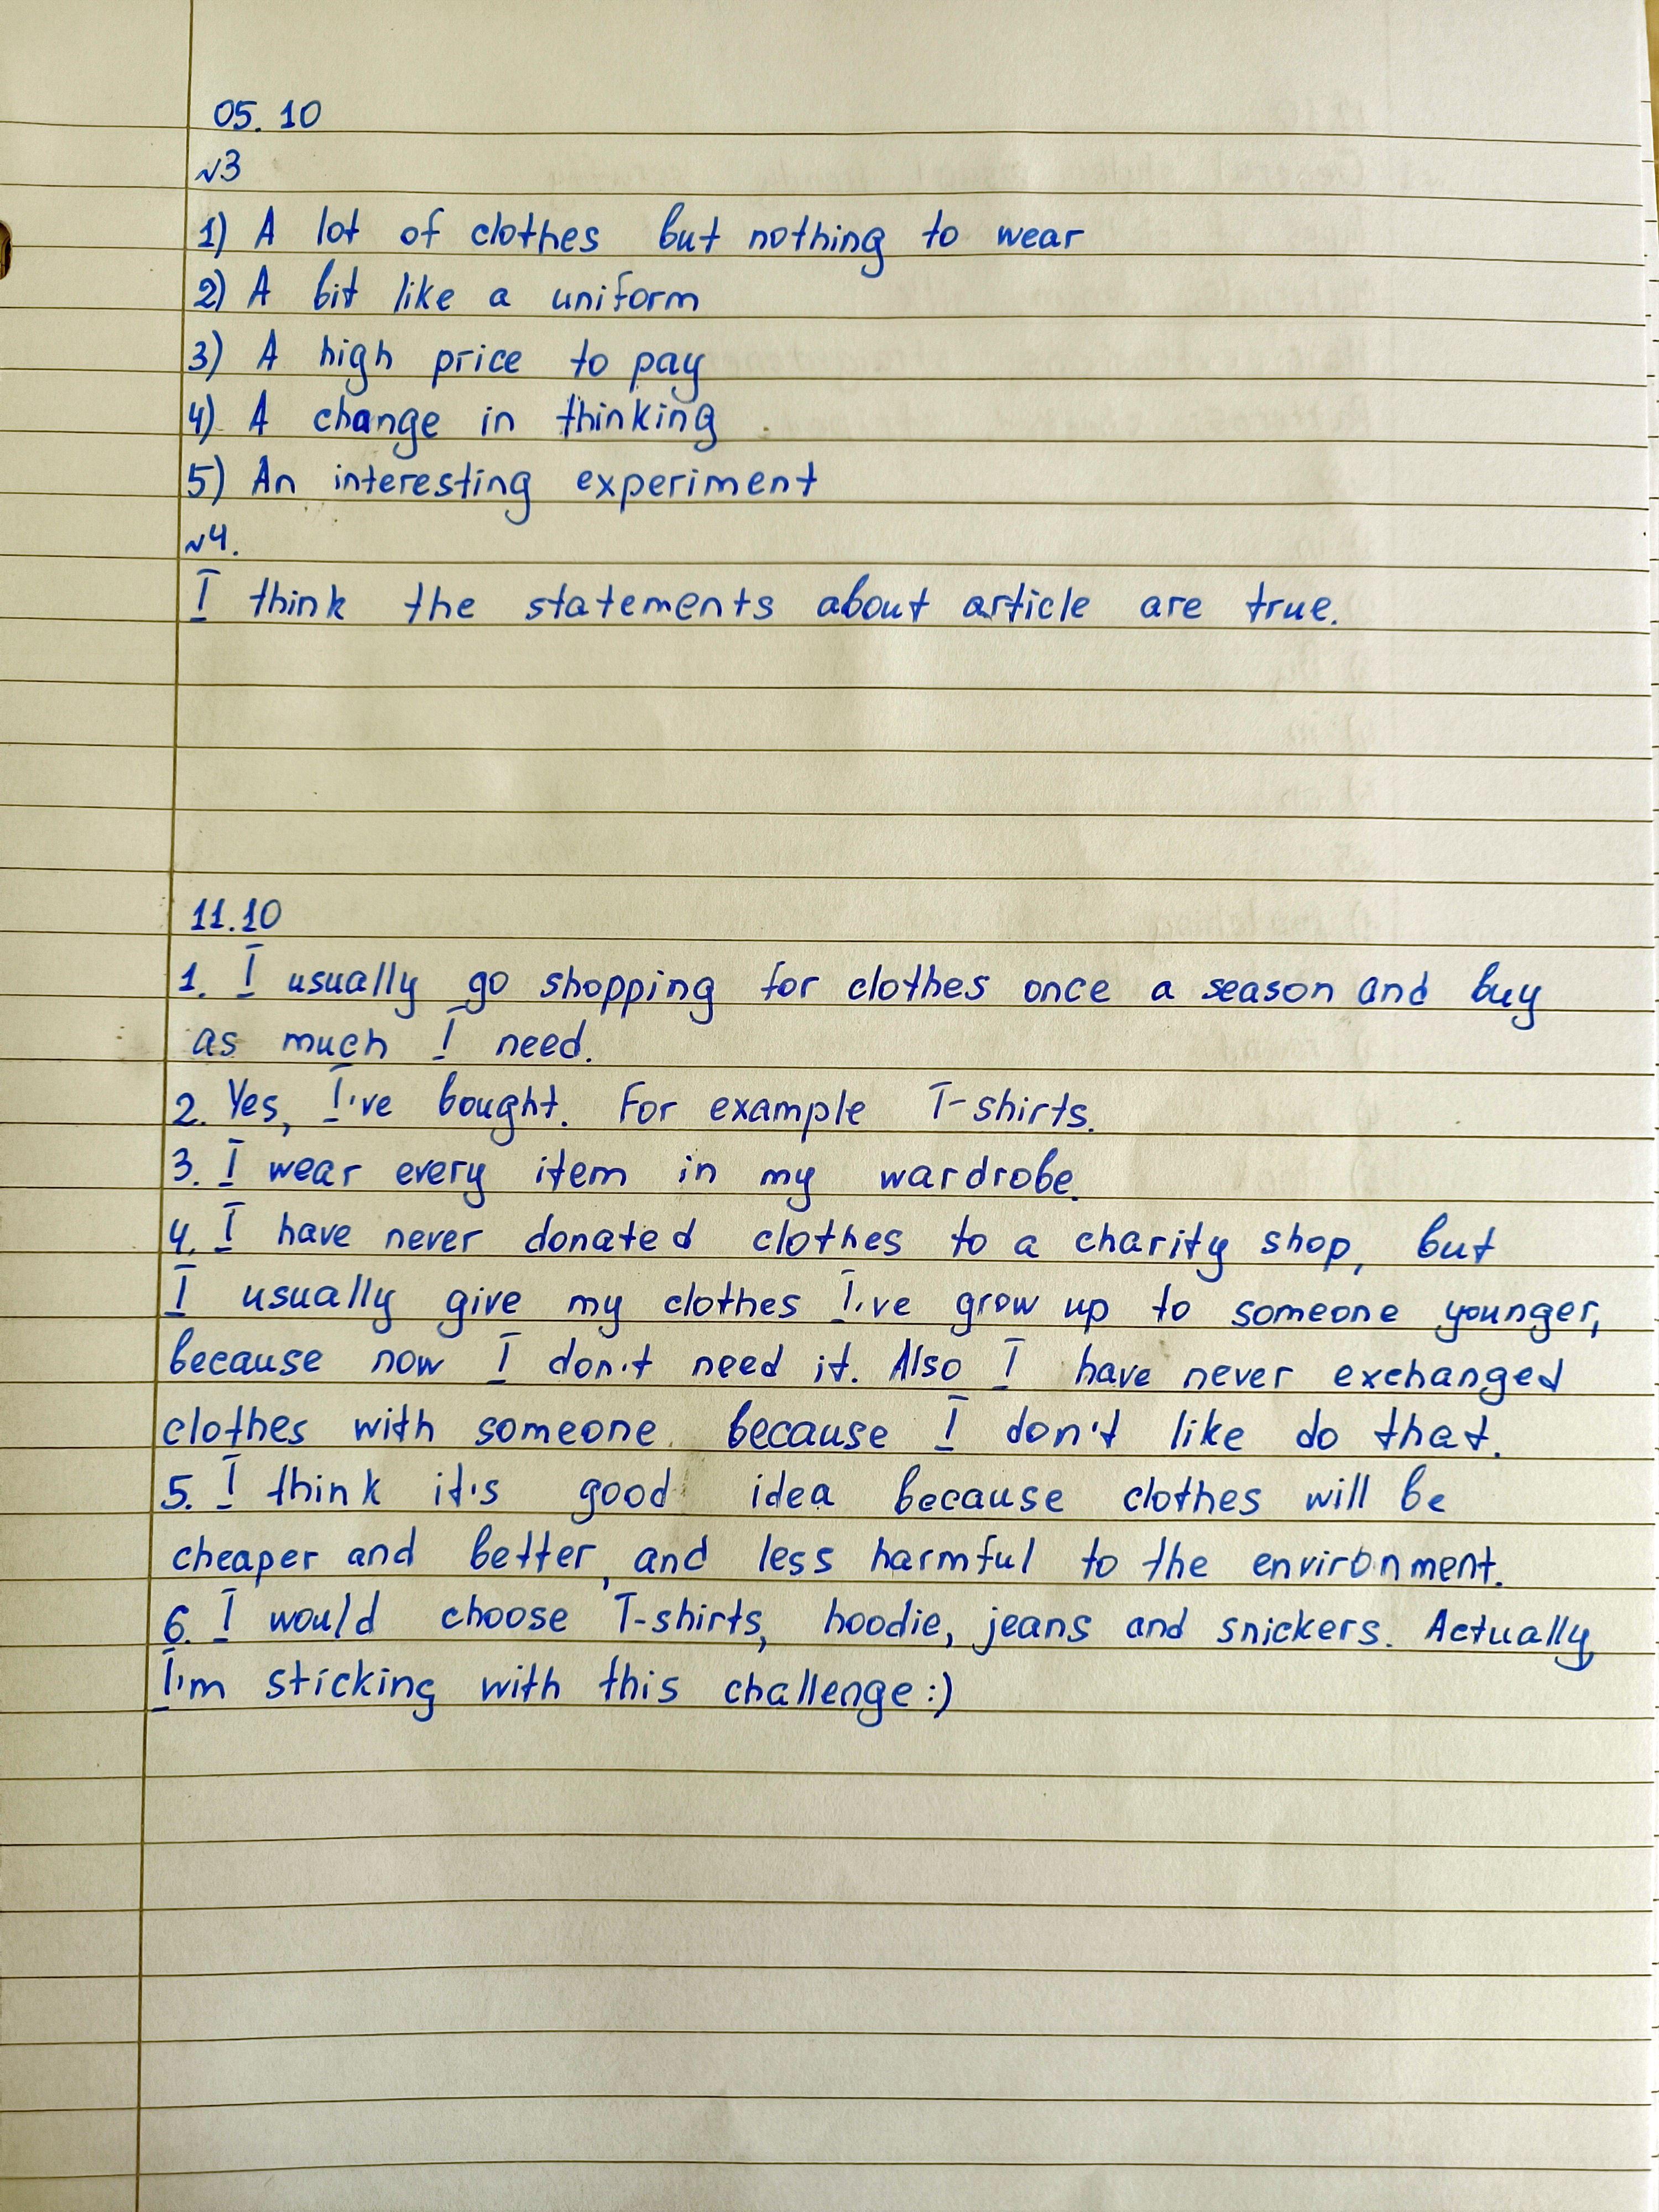 05.10
№3
1) A lot of clothes but nothing to wear
2) A bit like a uniform
3) A high price to pay
4) A change in thinking
5) An interesting experiment
№4.
I think the statements about article are true.
11.10
1. I usually go shopping for clothes once a season and buy
as much I need.
2. Yes, I've bought. For example T-shirts.
3. I wear every item in my wardrobe.
4. I have never donated clothes to a charity shop, but
I usually give my clothes I've grow up to someone younger,
because now I don't need it. Also I have never exchanged
clothes with someone because I don't like do that.
5. I think it's good idea because clothes will be
cheaper and better, and less harmful to the environment.
6. I would choose T-shirts, hoodie, jeans and snickers. Actually
I'm sticking with this challenge:)